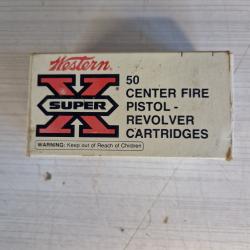 Western
SUPER X
50
CENTER FIRE
PISTOL -
REVOLVER
CARTRIDGES
WARNING: Keep out of Reach of Children